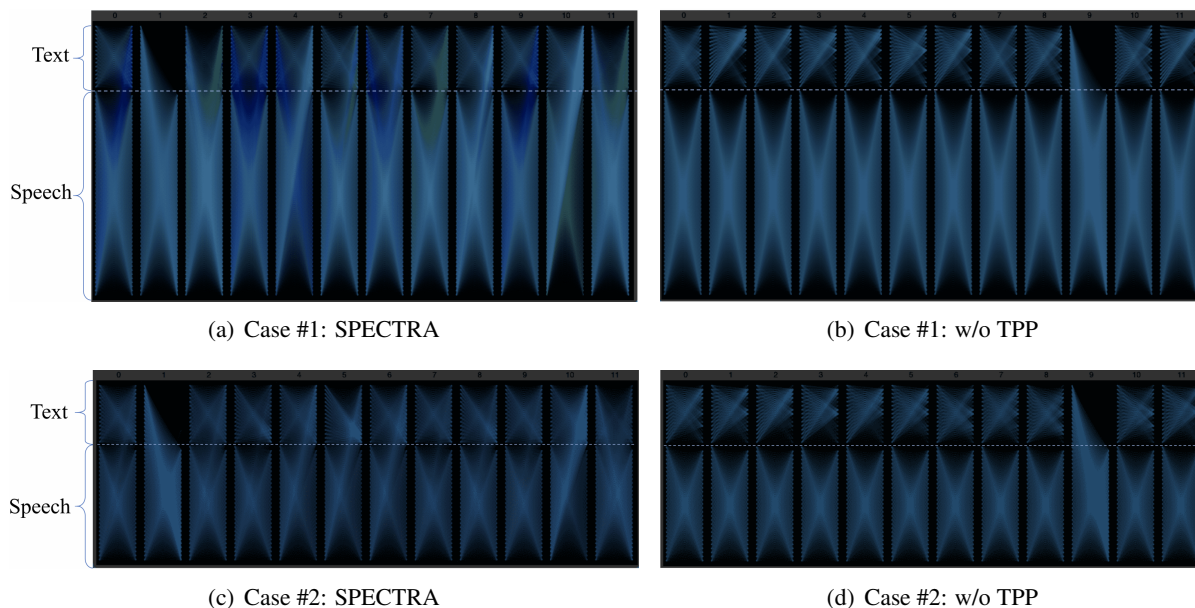 0 1 2 3 4 5 6 7 8 9 10 11
0 1 2 3 4 5 6 7 8 9 10 11
Text
Speech
(a) Case #1: SPECTRA
(b) Case #1: w/o TPP
0 1 2 3 4 5 6 7 8 9 10 11
0 1 2 3 4 5 6 7 8 9 10 11
Text
Speech
(c) Case #2: SPECTRA
(d) Case #2: w/o TPP